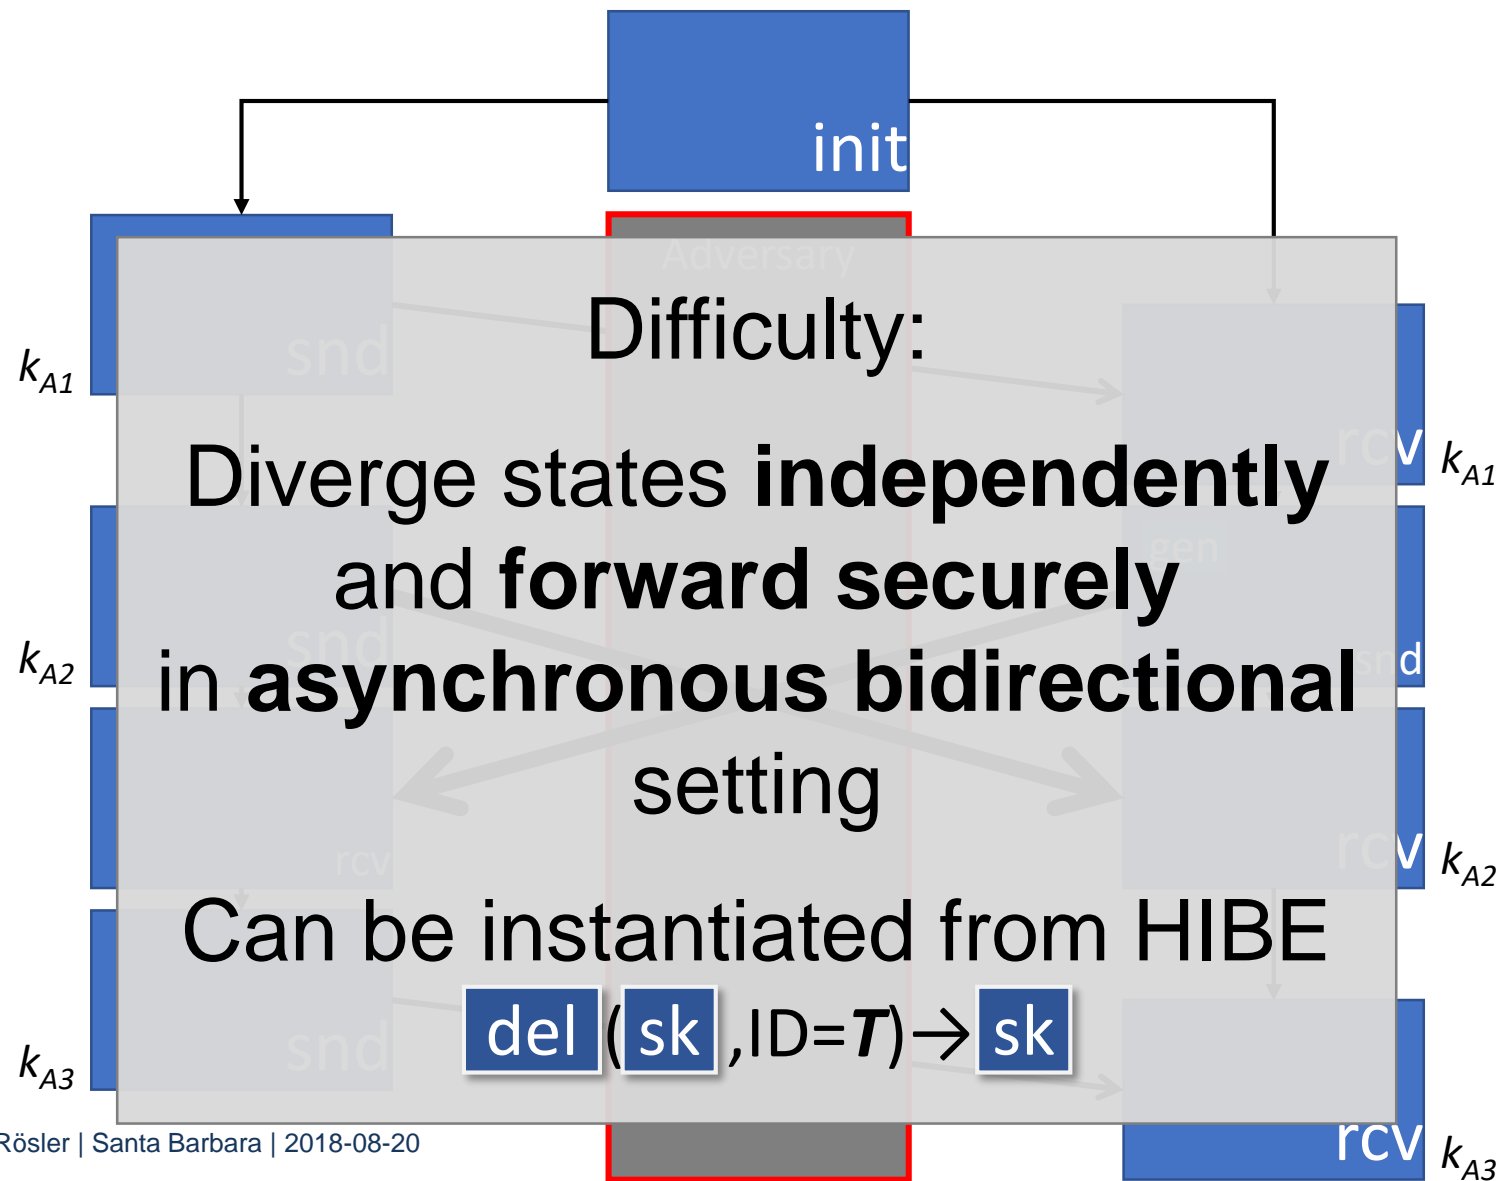 init
Adversary
Difficulty:
snd
k_A1
Diverge states independently
rcv
k_A1
gen
and forward securely
snd
k_A2
in asynchronous bidirectional
snd
setting
rcv
rcv
k_A2
Can be instantiated from HIBE
del ( sk ,ID=T)→ sk
snd
k_A3
rcv
k_A3
Rösler | Santa Barbara | 2018-08-20